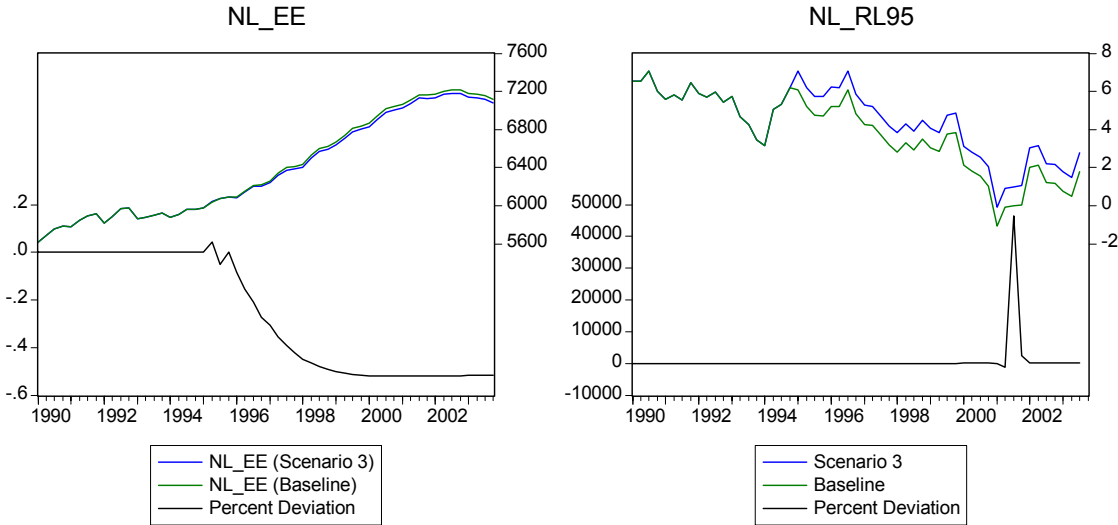 NL_EE
7600
7200
6800
6400
6000
5600
.2
.0
-.2
-.4
-.6
1990 1992 1994 1996 1998 2000 2002
NL_EE (Scenario 3)
NL_EE (Baseline)
Percent Deviation
NL_RL95
8
6
4
2
0
-2
50000
40000
30000
20000
10000
0
-10000
1990 1992 1994 1996 1998 2000 2002
Scenario 3
Baseline
Percent Deviation